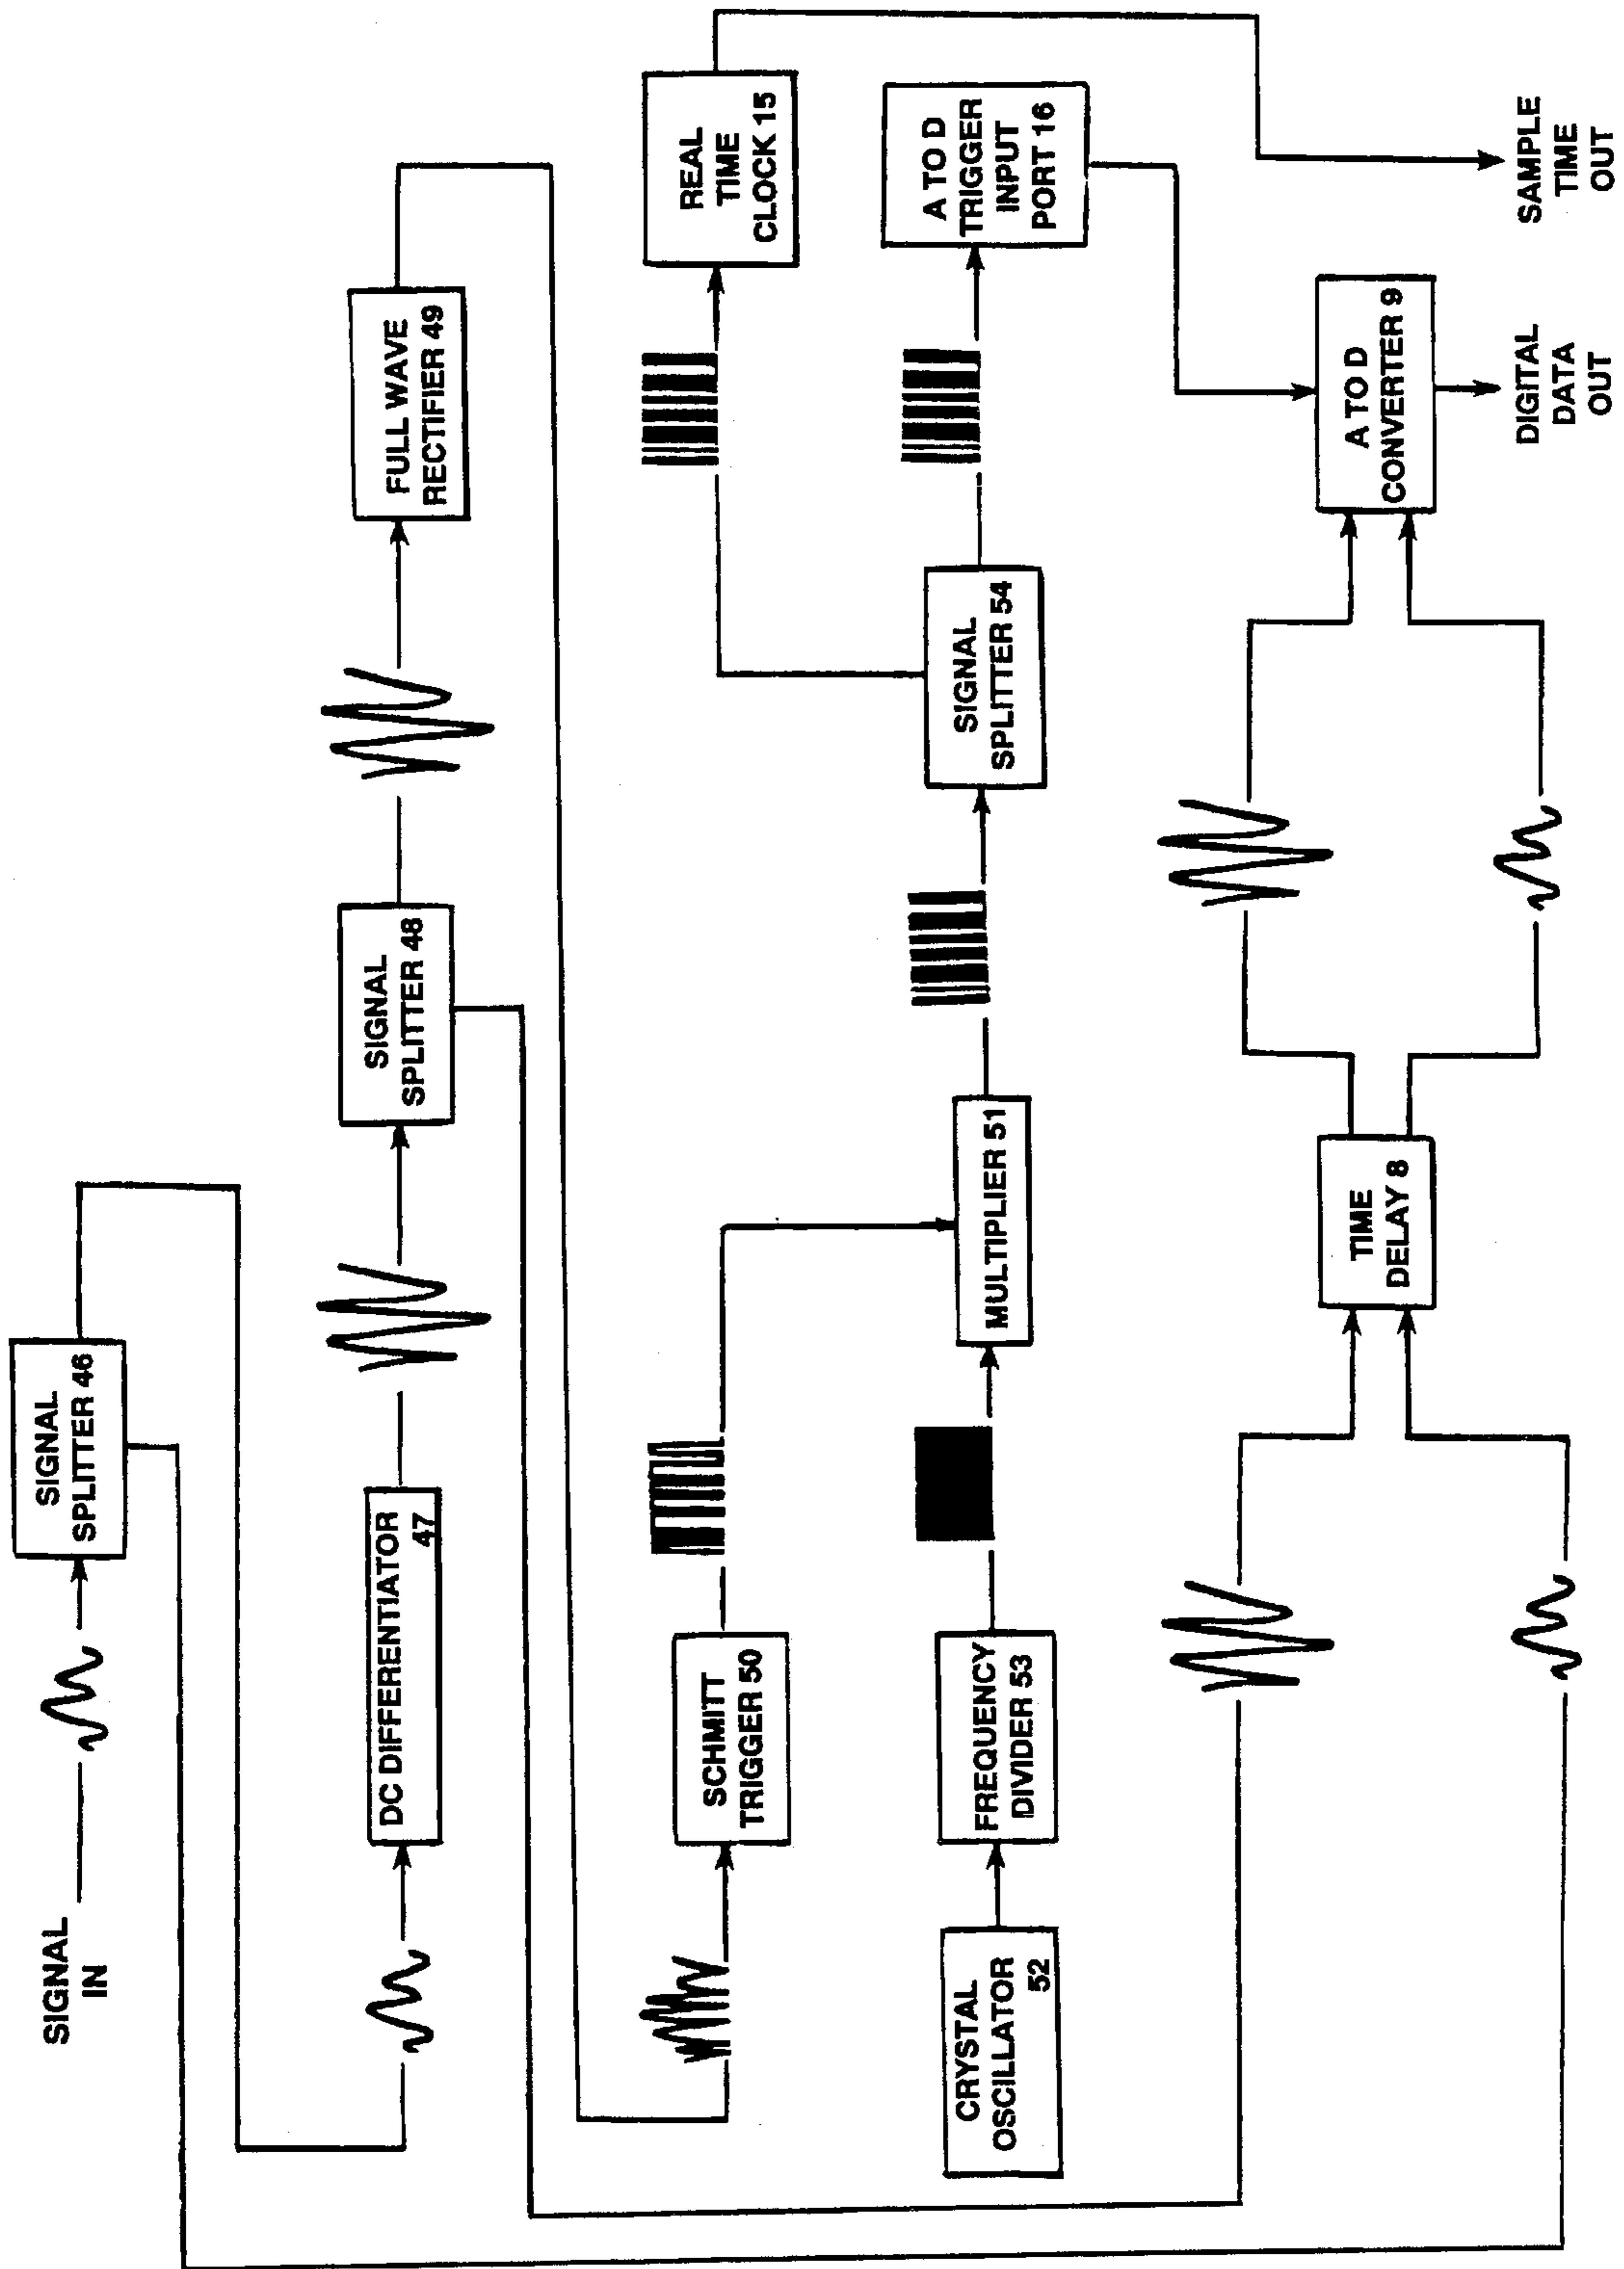 SIGNAL
IN
SIGNAL
SPLITTER 46
DC DIFFERENTIATOR
47
SIGNAL
SPLITTER 48
FULL WAVE
RECTIFIER 49
SCHMITT
TRIGGER 50
REAL
TIME
CLOCK 15
CRYSTAL
OSCILLATOR
52
FREQUENCY
DIVIDER 53
MULTIPLIER 51
SIGNAL
SPLITTER 54
A TO D
TRIGGER
INPUT
PORT 16
TIME
DELAY 8
A TO D
CONVERTER 9
DIGITAL
DATA
OUT
SAMPLE
TIME
OUT